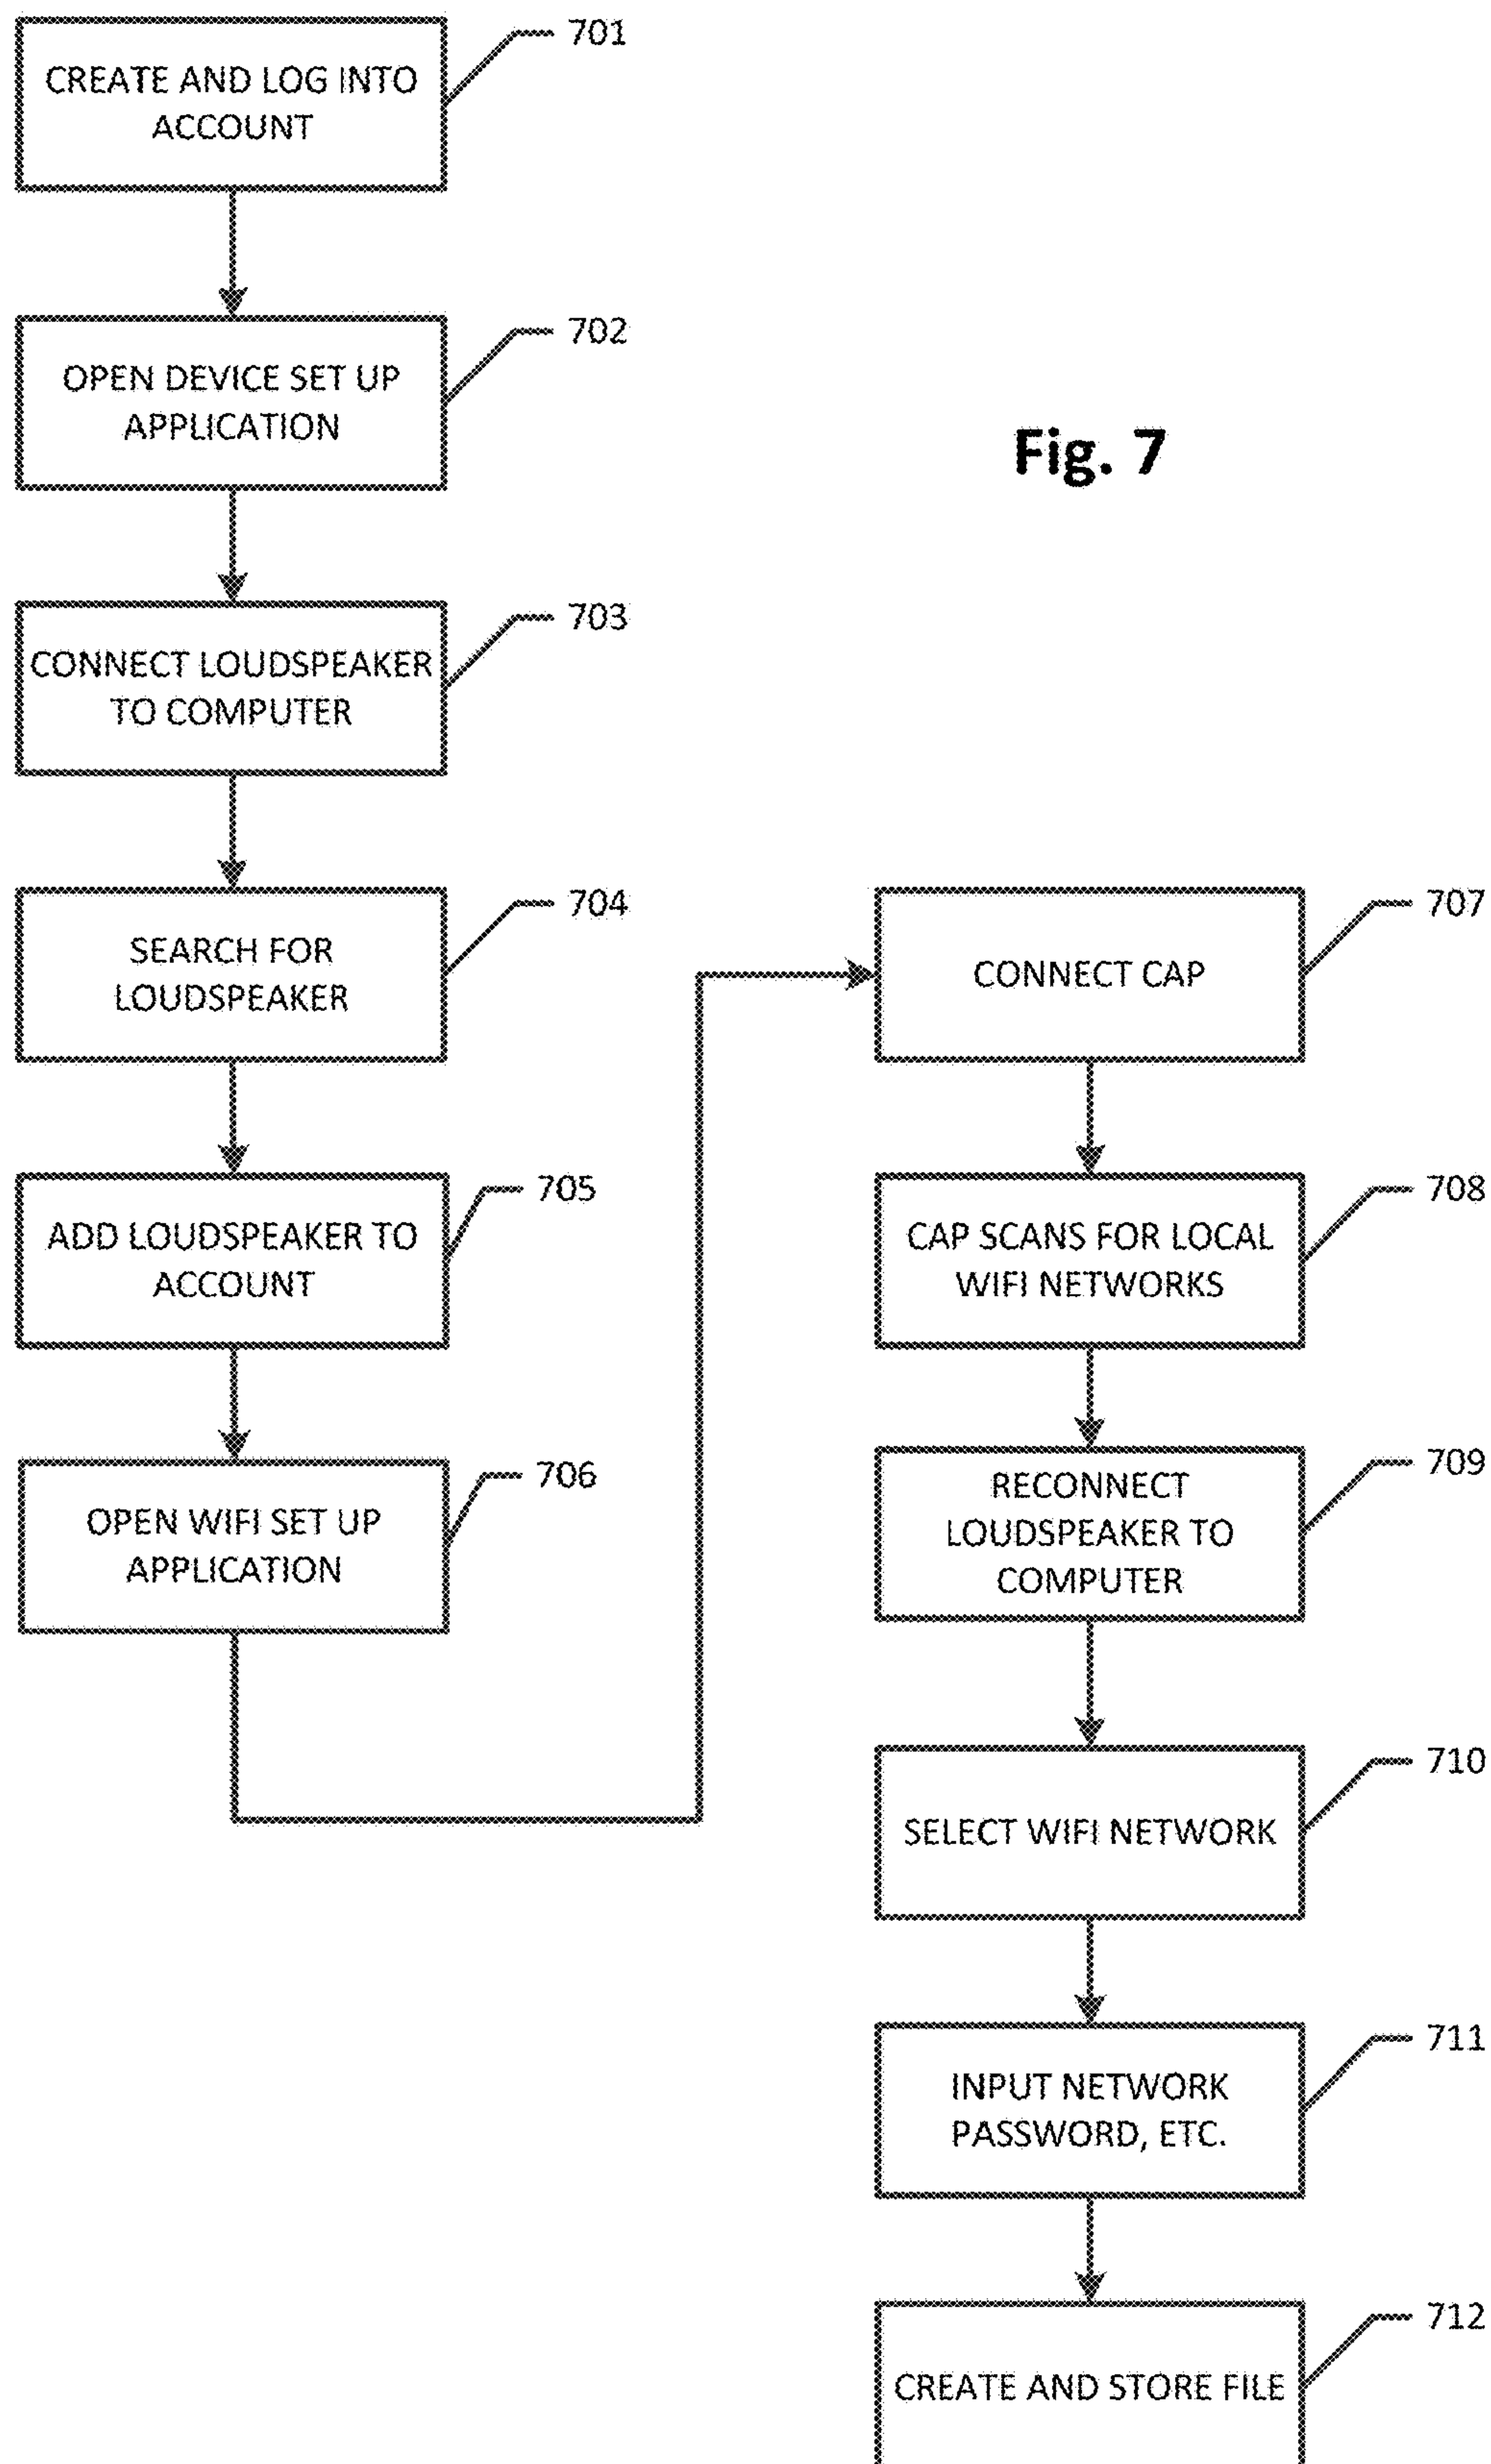 701
CREATE AND LOG INTO
ACCOUNT
702
OPEN DEVICE SET UP
APPLICATION
Fig. 7
703
CONNECT LOUDSPEAKER
TO COMPUTER
704
SEARCH FOR
LOUDSPEAKER
705
ADD LOUDSPEAKER TO
ACCOUNT
706
OPEN WIFI SET UP
APPLICATION
707
CONNECT CAP
708
CAP SCANS FOR LOCAL
WIFI NETWORKS
709
RECONNECT
LOUDSPEAKER TO
COMPUTER
710
SELECT WIFI NETWORK
711
INPUT NETWORK
PASSWORD, ETC.
712
CREATE AND STORE FILE